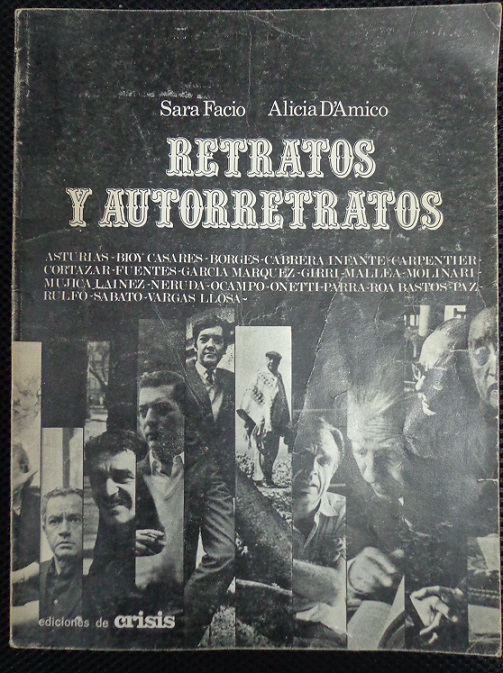 Sara Facio Alicia D'Amico
RETRATOS
Y AUTORRETRATOS
ASTURIAS-BIOY CASARES-BORGES-CABRERA INFANTE-CARPENTIER-
CORTAZAR-FUENTES-GARCIA MARQUEZ-GIRRI-MALLEA-MOLINARI-
MUJICA LAINEZ-NERUDA-OCAMPO-ONETTI-PARRA-ROA BASTOS-PAZ-
RULFO-SABATO-VARGAS LLOSA-
ediciones de crisis